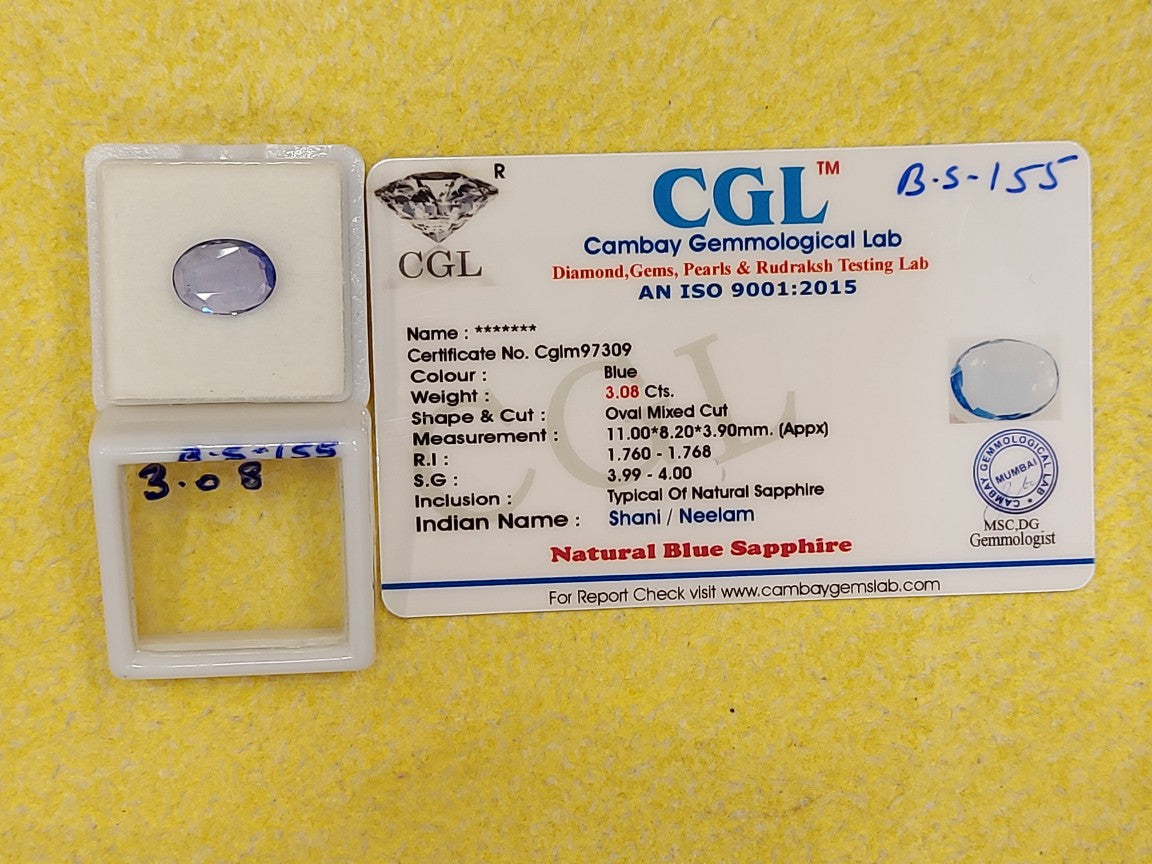 B-S-155
3.08
R
CGL
CGL™
B-S-155
Cambay Gemmological Lab
Diamond,Gems, Pearls & Rudraksh Testing Lab
AN ISO 9001:2015
CGL
Name : *******
Certificate No. Cglm97309
Colour : Blue
Weight : 3.08 Cts.
Shape & Cut : Oval Mixed Cut
Measurement : 11.00*8.20*3.90mm. (Appx)
R.I : 1.760 - 1.768
S.G : 3.99 - 4.00
Inclusion : Typical Of Natural Sapphire
Indian Name : Shani / Neelam
Natural Blue Sapphire
CAMBAY GEMMOLOGICAL LAB
MUMBAI
MSC,DG
Gemmologist
For Report Check visit www.cambaygemslab.com